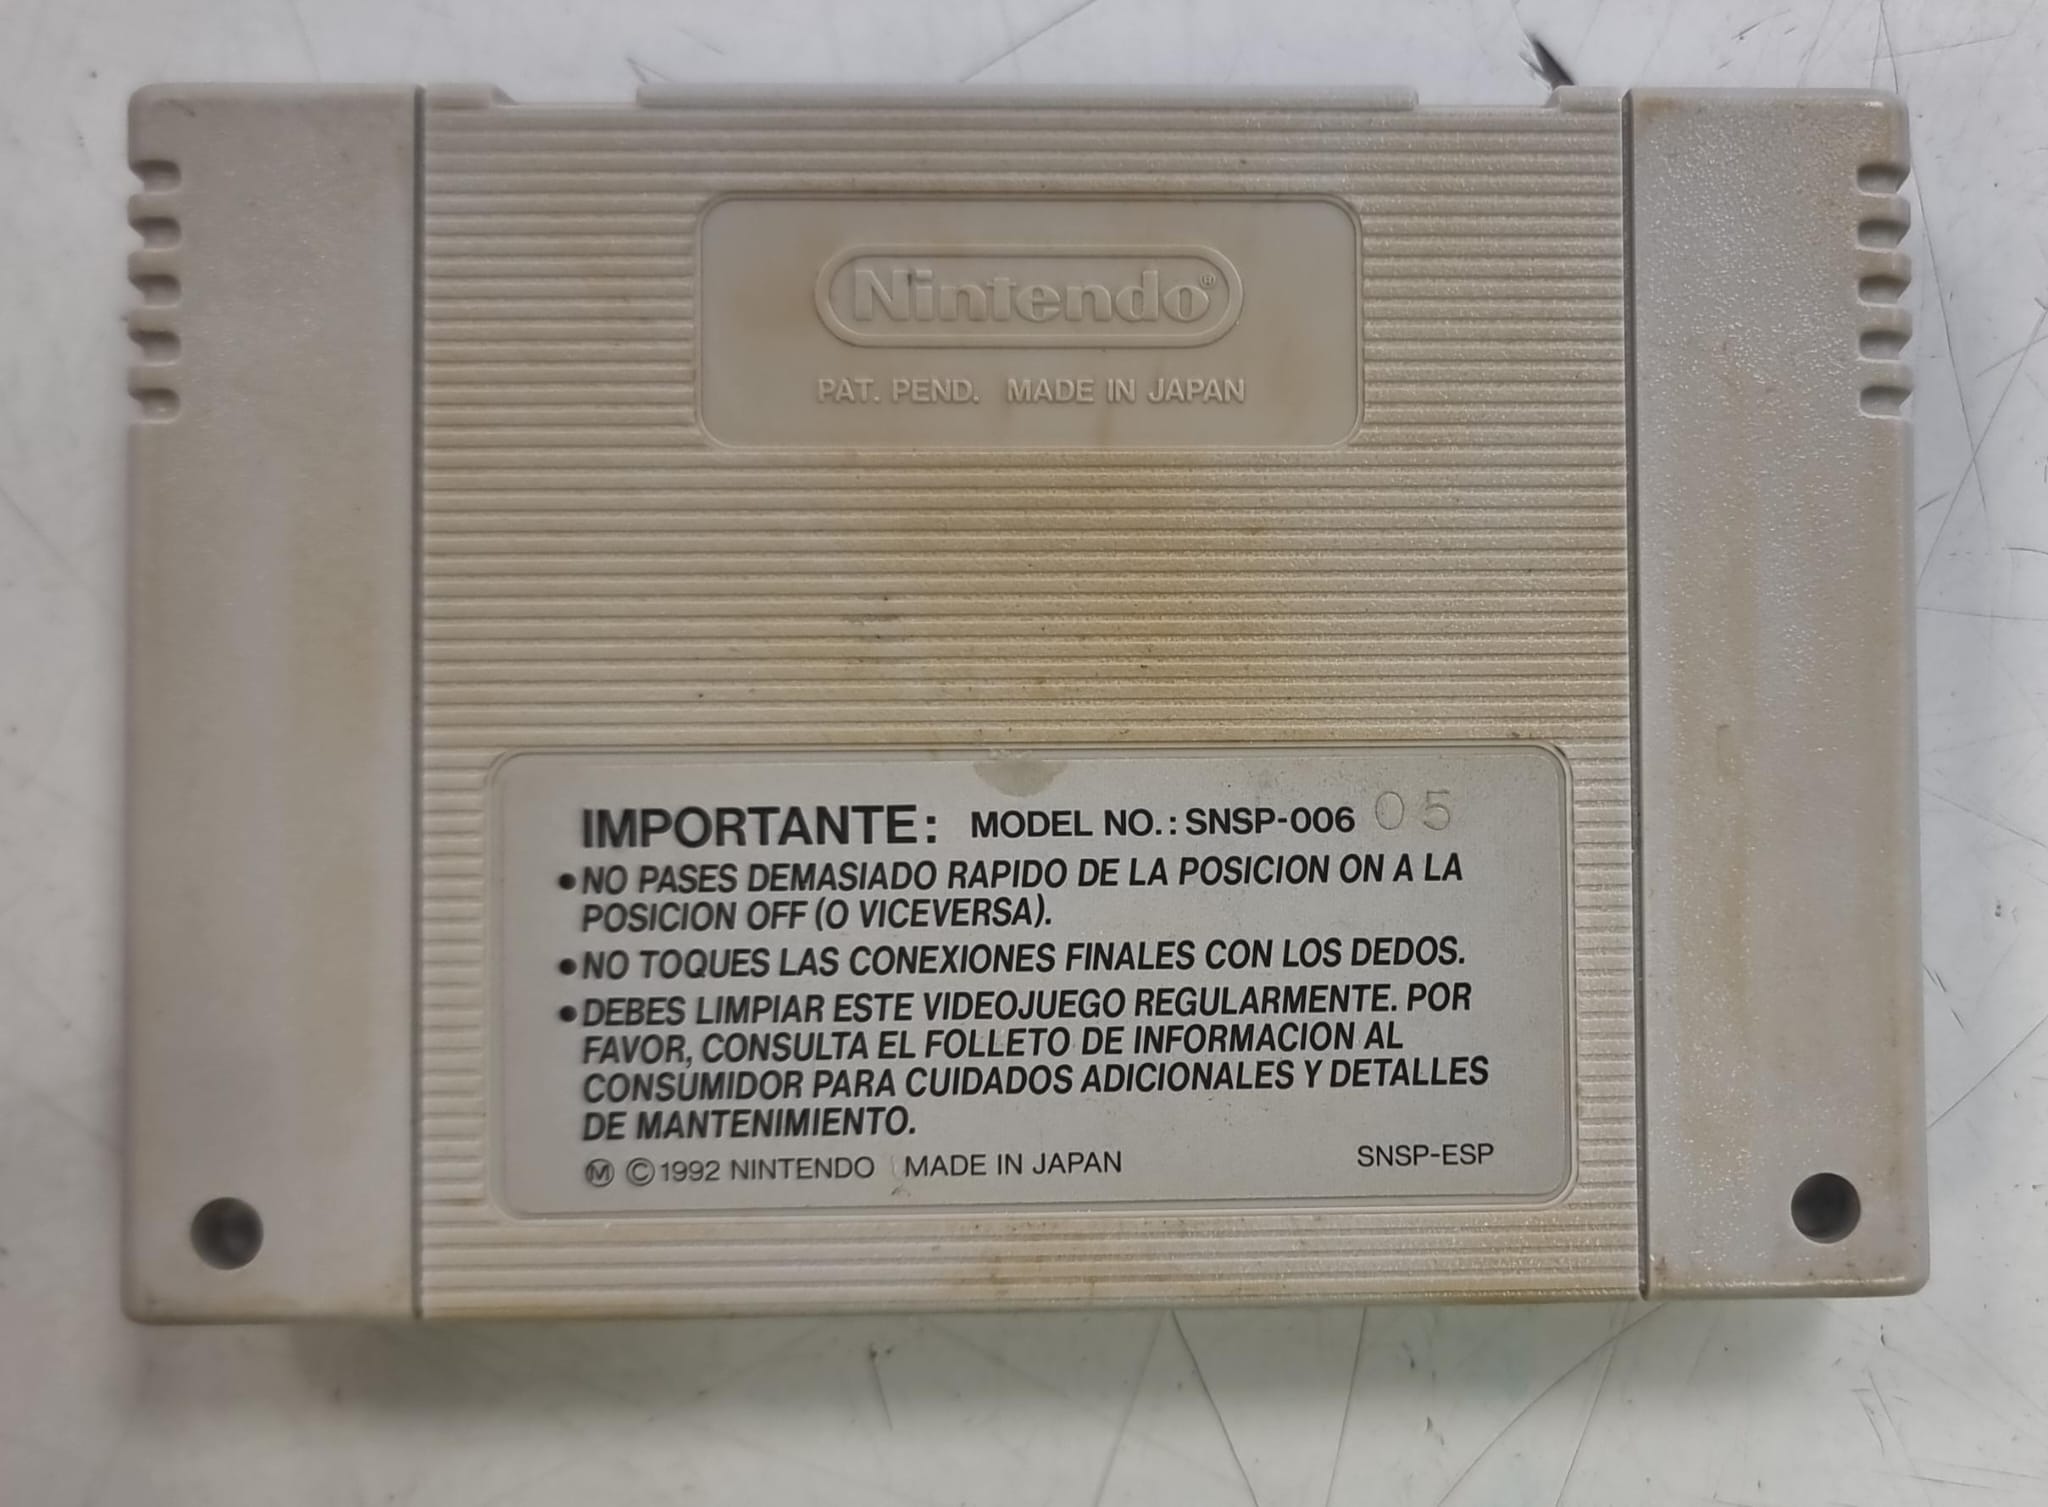 Nintendo®
PAT. PEND. MADE IN JAPAN
IMPORTANTE: MODEL NO.: SNSP-006 05
•NO PASES DEMASIADO RAPIDO DE LA POSICION ON A LA
POSICION OFF (O VICEVERSA).
•NO TOQUES LAS CONEXIONES FINALES CON LOS DEDOS.
•DEBES LIMPIAR ESTE VIDEOJUEGO REGULARMENTE. POR
FAVOR, CONSULTA EL FOLLETO DE INFORMACION AL
CONSUMIDOR PARA CUIDADOS ADICIONALES Y DETALLES
DE MANTENIMIENTO.
Ⓜ ©1992 NINTENDO MADE IN JAPAN SNSP-ESP